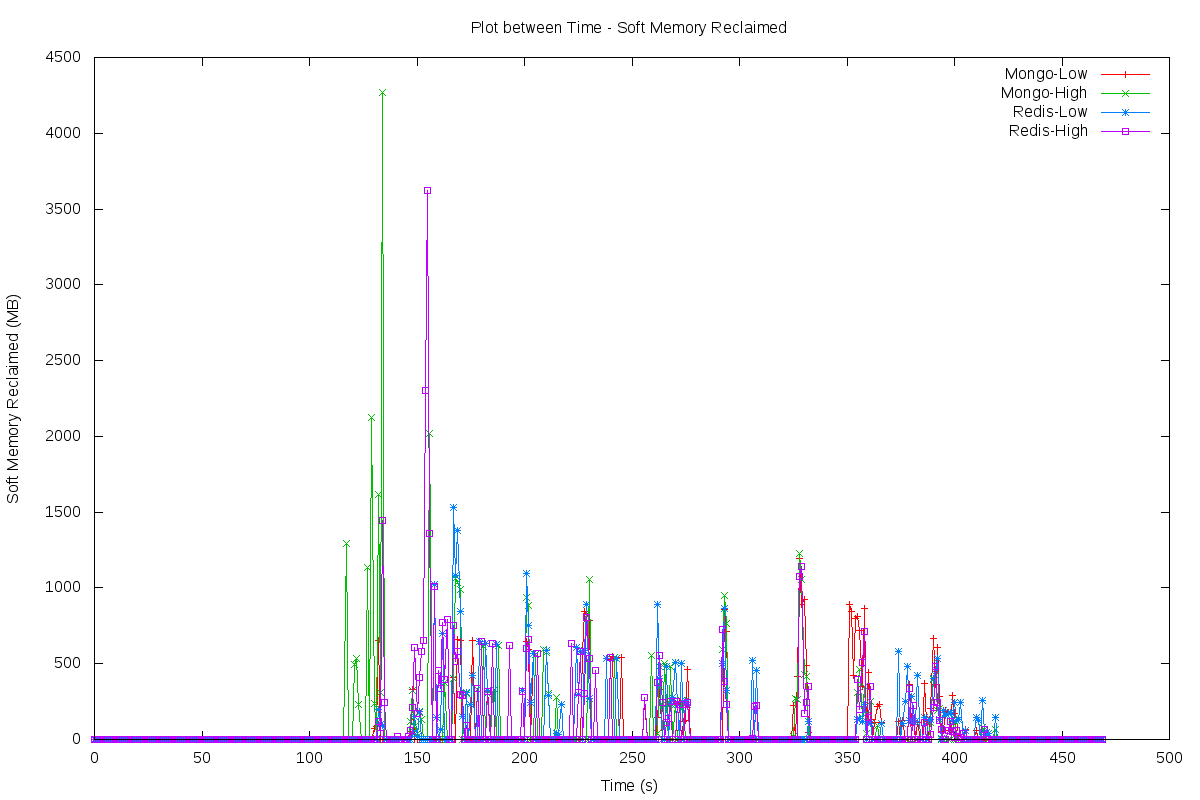 Plot between Time - Soft Memory Reclaimed
Mongo-Low
Mongo-High
Redis-Low
Redis-High
4500
4000
3500
3000
2500
2000
1500
1000
500
0
Soft Memory Reclaimed (MB)
0 50 100 150 200 250 300 350 400 450 500
Time (s)